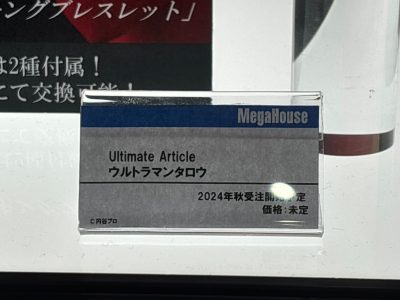 キングブレスレット」
は2種付属！
にて交換可能！
MegaHouse
Ultimate Article
ウルトラマンタロウ
2024年秋受注開始予定
価格：未定
©円谷プロ